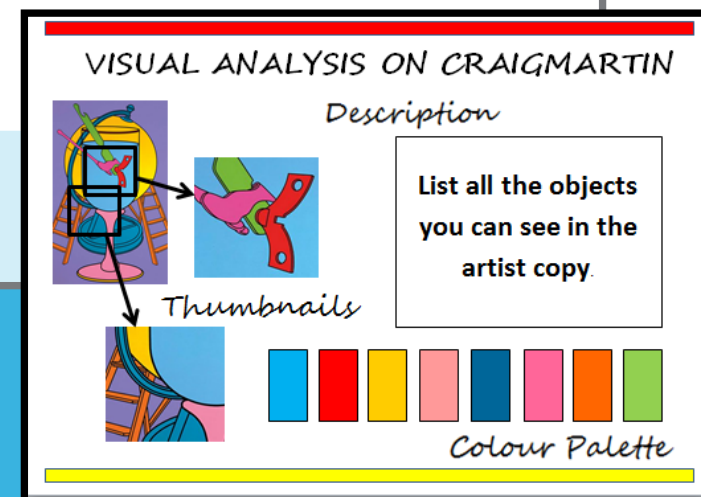 VISUAL ANALYSIS ON CRAIGMARTIN
Description
List all the objects
you can see in the
artist copy.
Thumbnails
Colour Palette